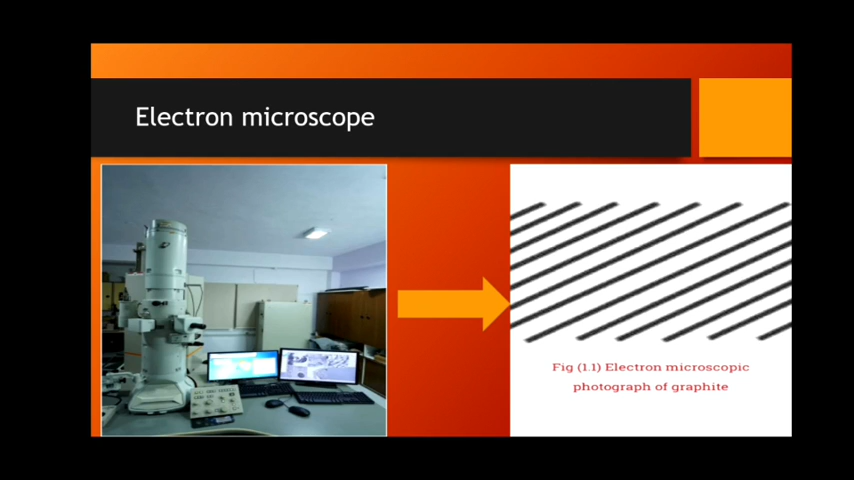 Electron microscope
Fig (1.1) Electron microscopic
photograph of graphite